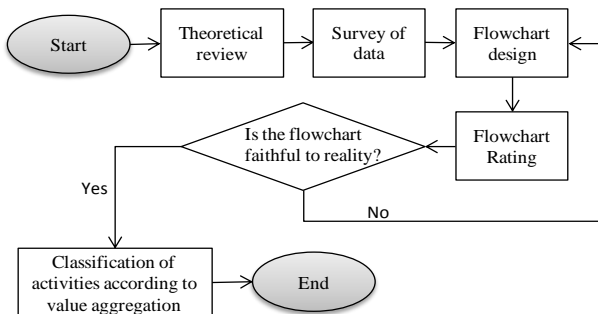 Start
Theoretical
review
Survey of
data
Flowchart
design
Is the flowchart
faithful to reality?
Flowchart
Rating
Yes
No
Classification of
activities according to
value aggregation
End